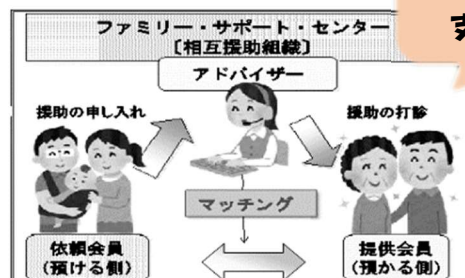 ファミリー・サポート・センター
〔相互援助組織〕
アドバイザー
援助の申し入れ
援助の打診
マッチング
依頼会員
(預ける側)
提供会員
(預かる側)